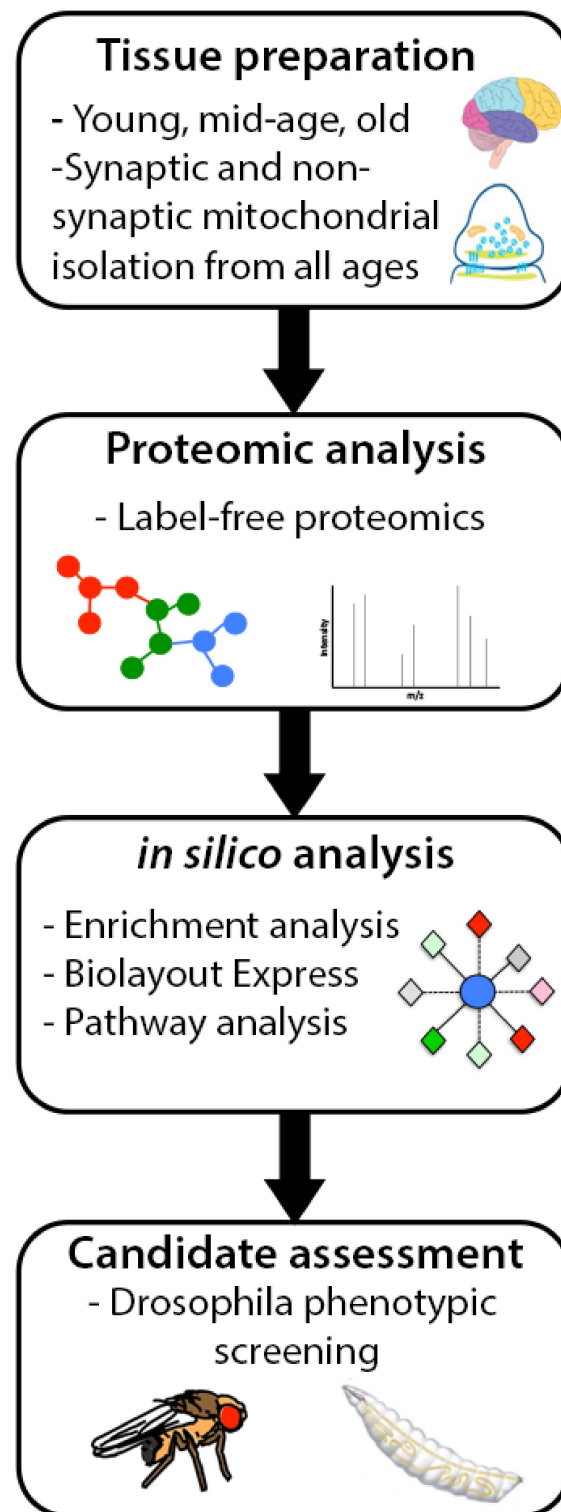 Tissue preparation
- Young, mid-age, old
-Synaptic and non-
synaptic mitochondrial
isolation from all ages
Proteomic analysis
- Label-free proteomics
Intensity
m/z
in silico analysis
- Enrichment analysis
- Biolayout Express
- Pathway analysis
Candidate assessment
- Drosophila phenotypic
screening